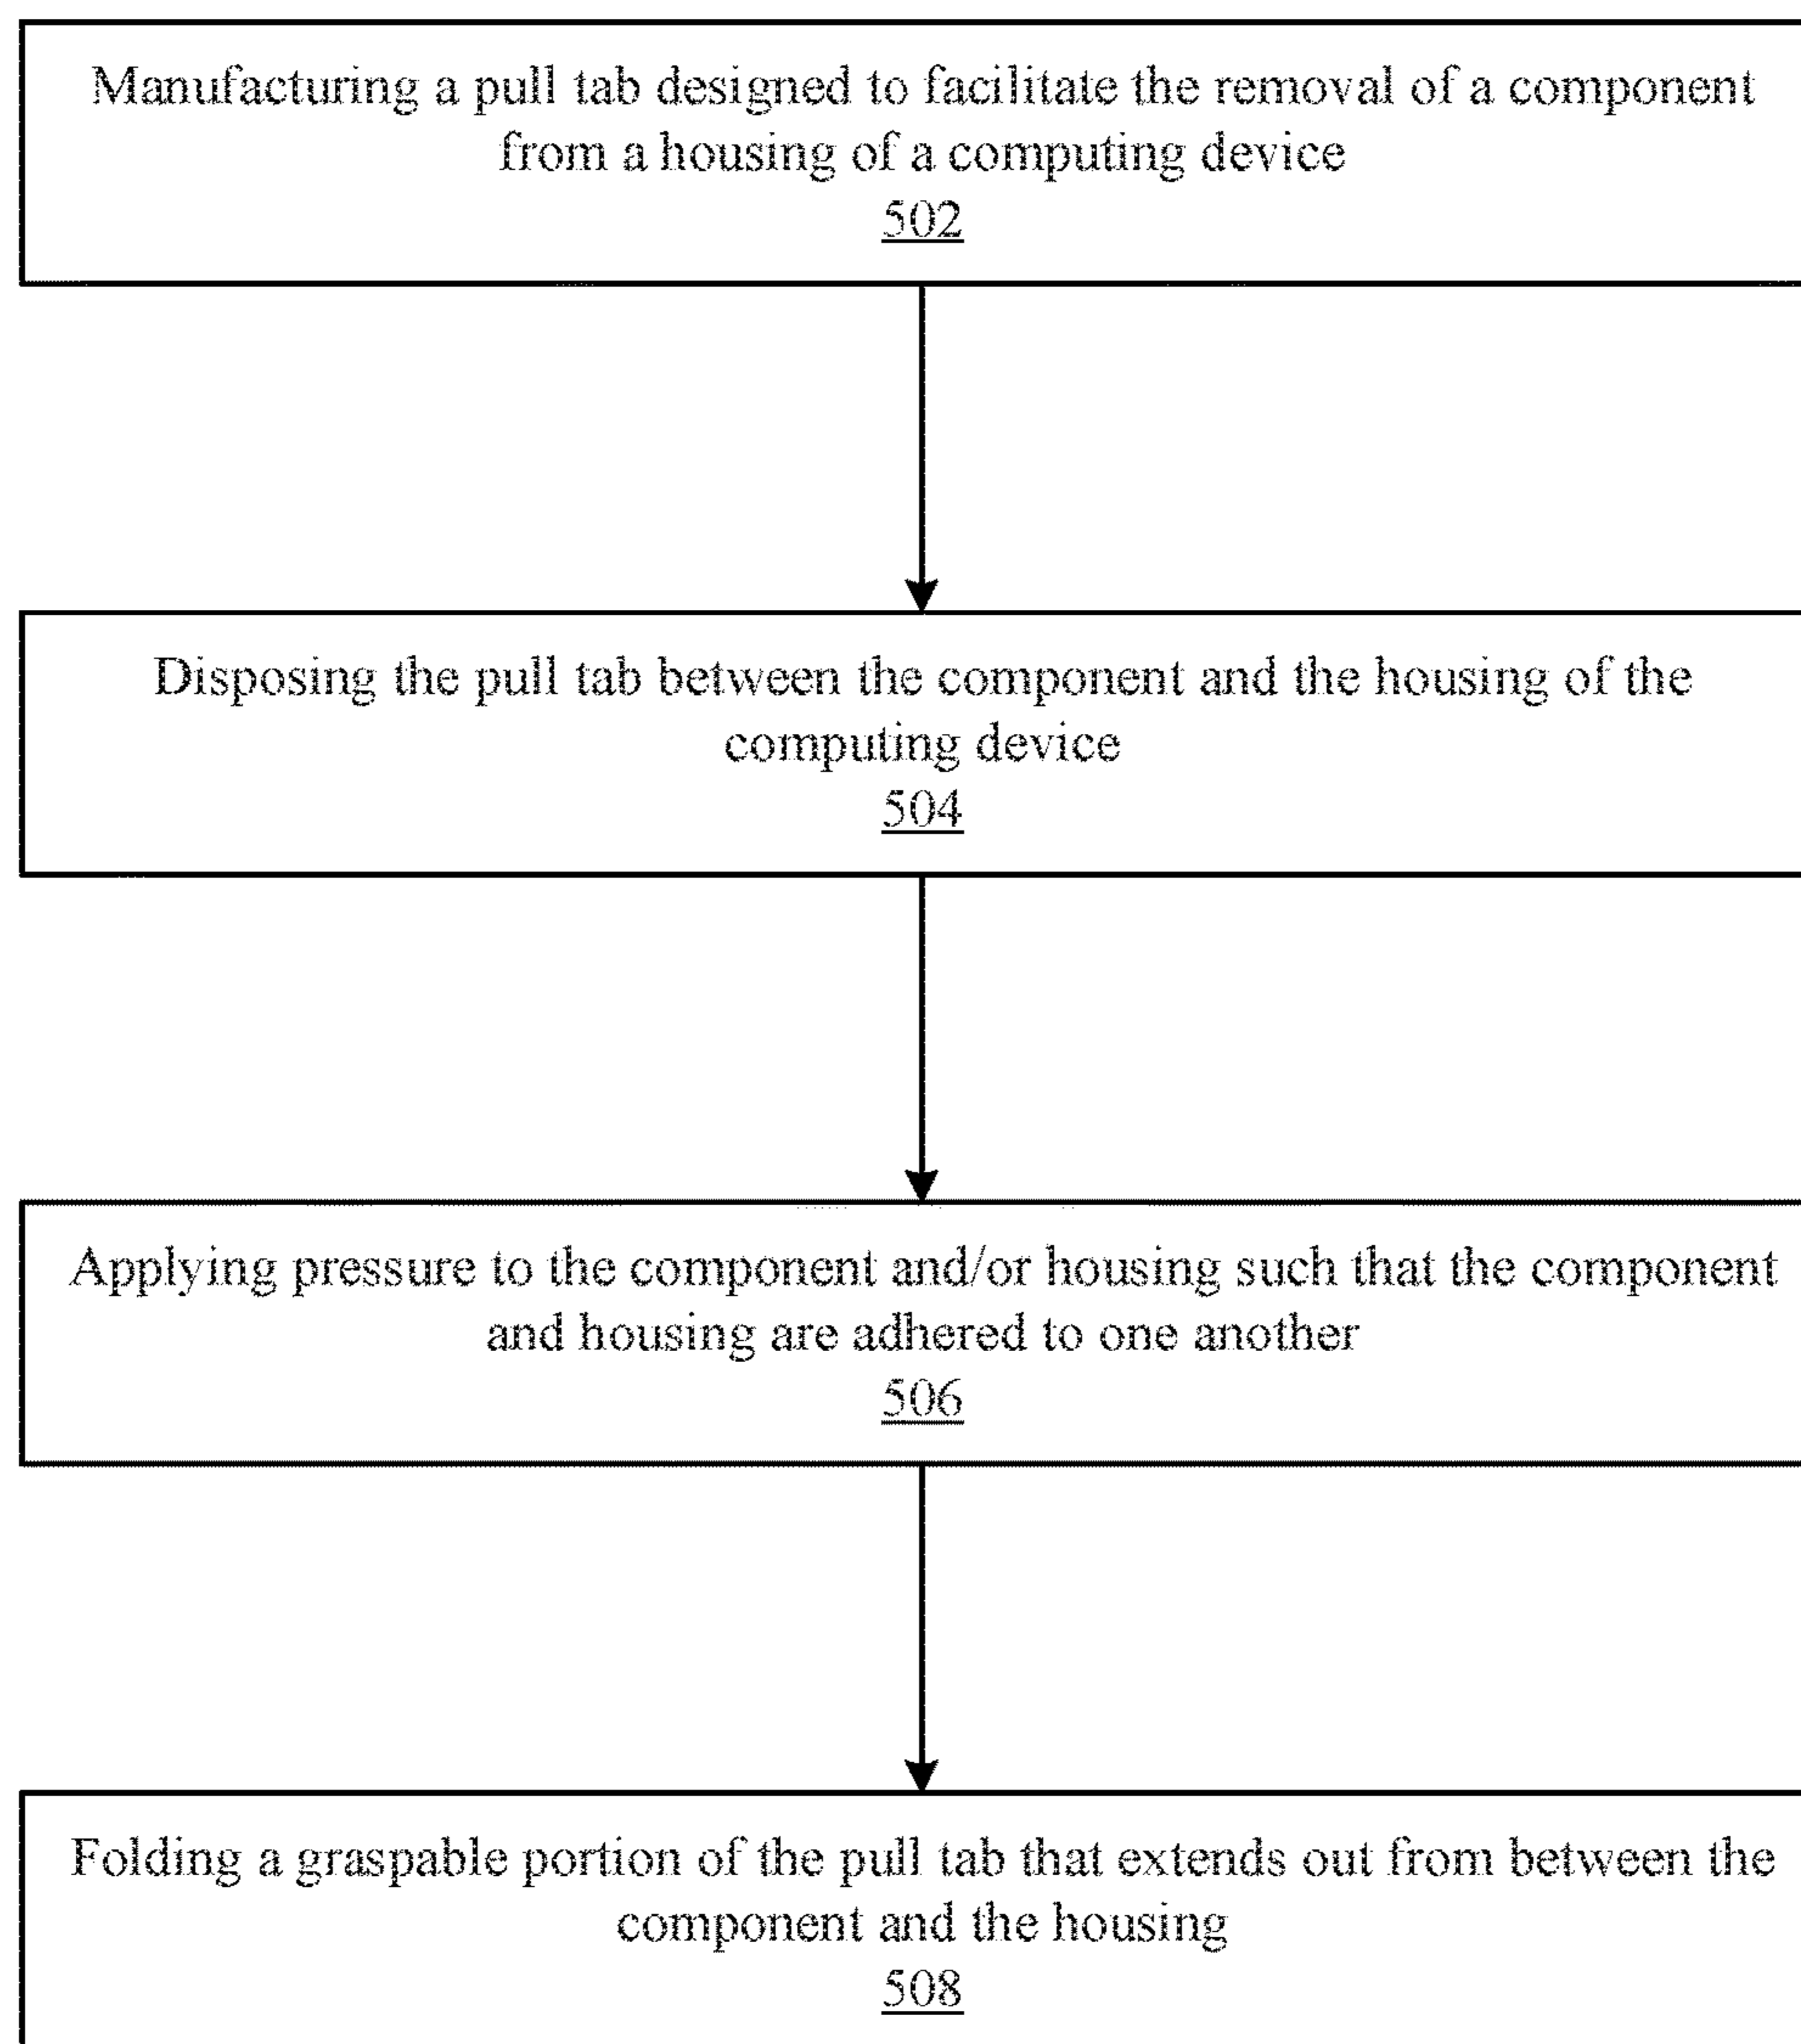 Manufacturing a pull tab designed to facilitate the removal of a component
from a housing of a computing device
502
Disposing the pull tab between the component and the housing of the
computing device
504
Applying pressure to the component and/or housing such that the component
and housing are adhered to one another
506
Folding a graspable portion of the pull tab that extends out from between the
component and the housing
508